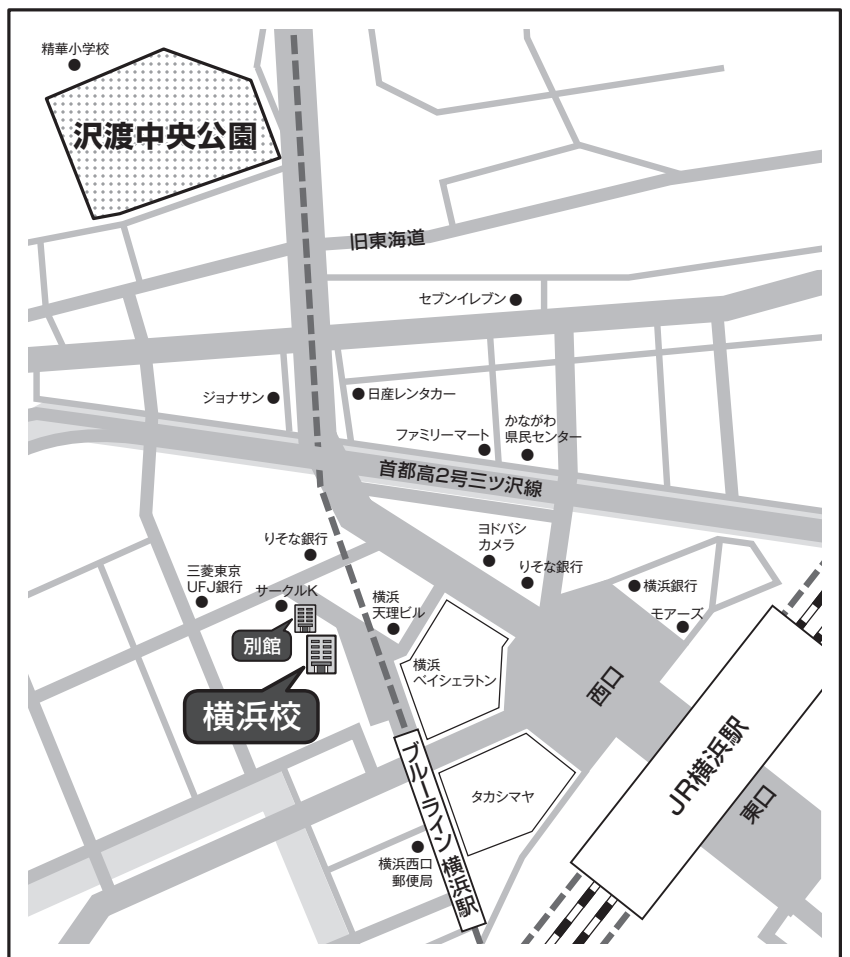 精華小学校
沢渡中央公園
旧東海道
セブンイレブン
ジョナサン
日産レンタカー
ファミリーマート
かながわ
県民センター
首都高2号三ツ沢線
りそな銀行
ヨドバシ
カメラ
りそな銀行
三菱東京
UFJ銀行
サークルK
横浜
天理ビル
横浜銀行
モアーズ
別館
横浜校
横浜
ベイシェラトン
西口
JR横浜駅
東口
タカシマヤ
ブルーライン 横浜駅
横浜西口
郵便局